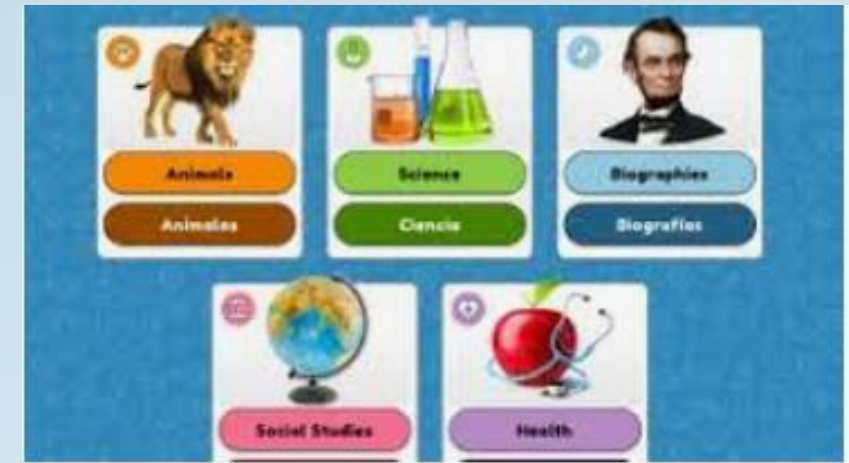 Animals
Animales
Science
Ciencia
Biographies
Biografías
Social Studies
Health